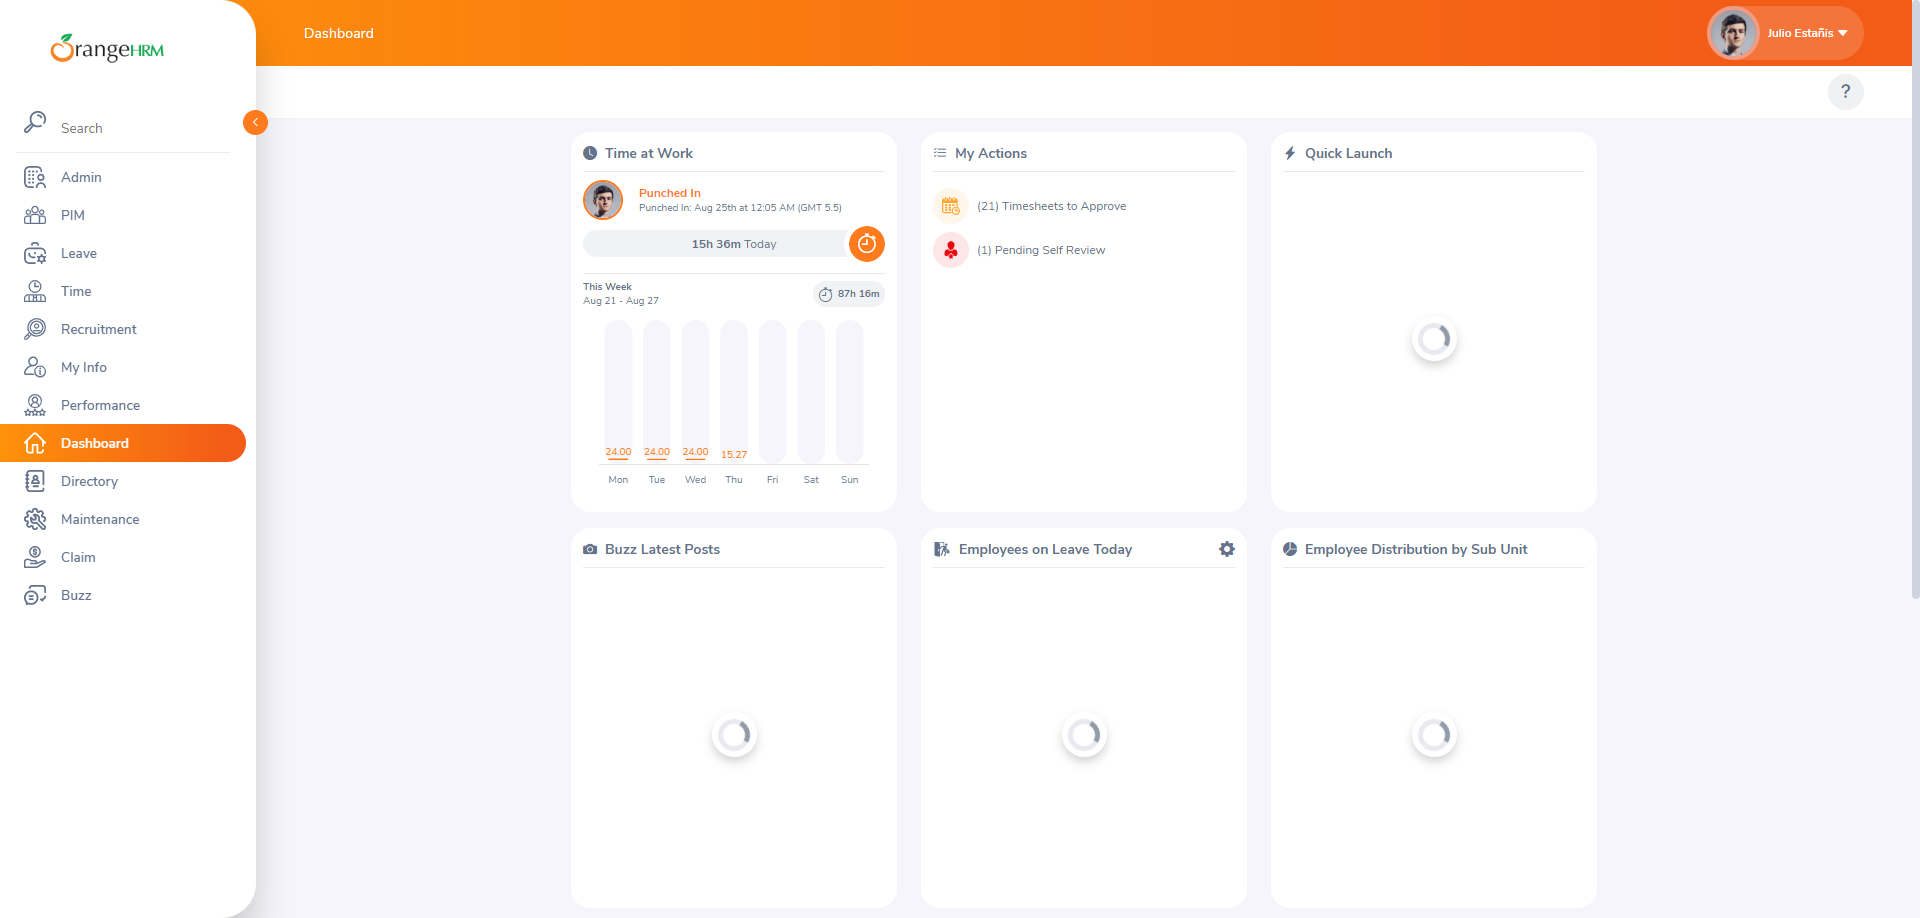 OrangeHRM
Dashboard
Julio Estañis
?
Search
Admin
PIM
Leave
Time
Recruitment
My Info
Performance
Dashboard
Directory
Maintenance
Claim
Buzz
Time at Work
Punched In
Punched In: Aug 25th at 12:05 AM (GMT 5.5)
15h 36m Today
This Week
Aug 21 - Aug 27
87h 16m
24.00 24.00 24.00 15.27
Mon Tue Wed Thu Fri Sat Sun
My Actions
(21) Timesheets to Approve
(1) Pending Self Review
Quick Launch
Buzz Latest Posts
Employees on Leave Today
Employee Distribution by Sub Unit